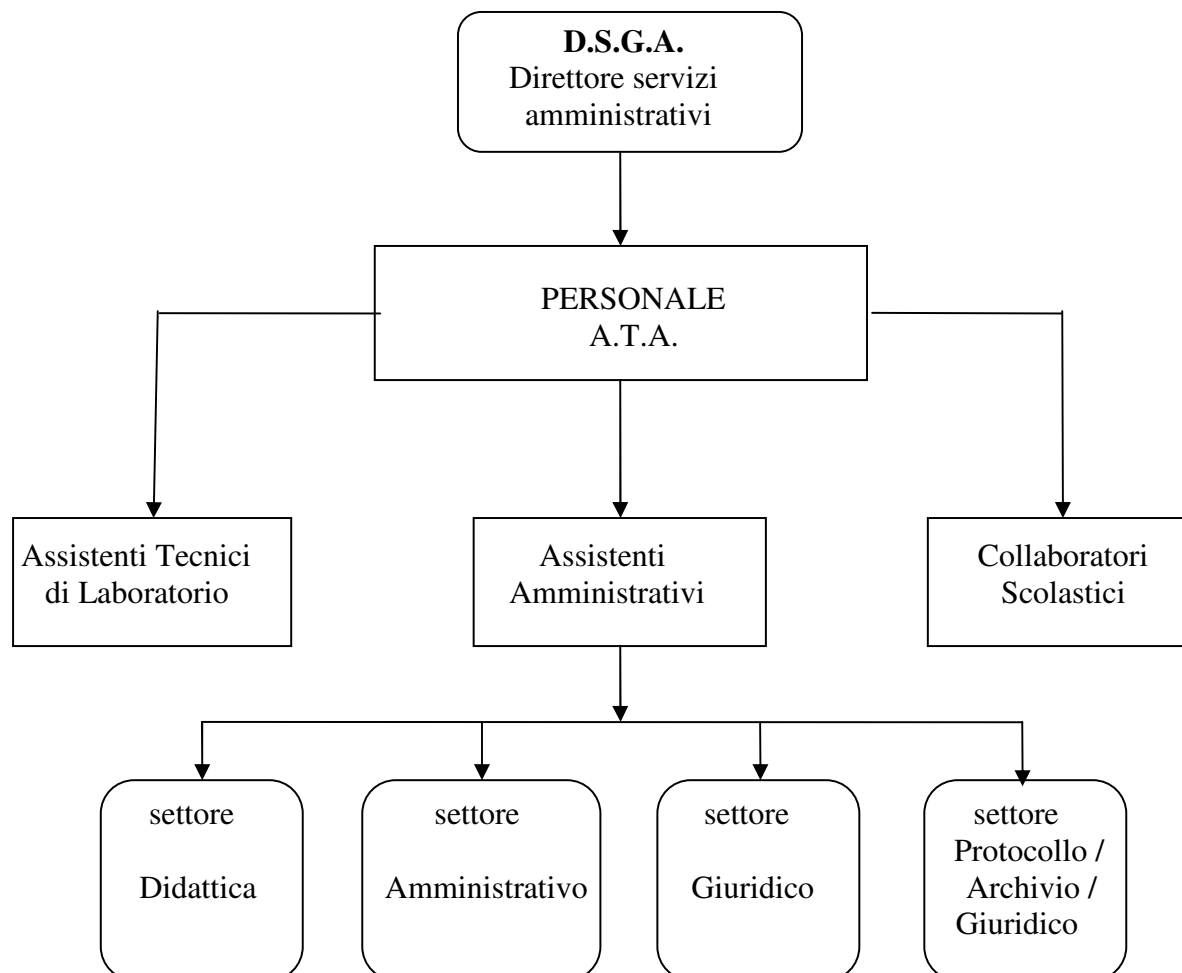 D.S.G.A.
Direttore servizi
amministrativi
PERSONALE
A.T.A.
Assistenti Tecnici
di Laboratorio
Assistenti
Amministrativi
Collaboratori
Scolastici
settore
Didattica
settore
Amministrativo
settore
Giuridico
settore
Protocollo /
Archivio /
Giuridico